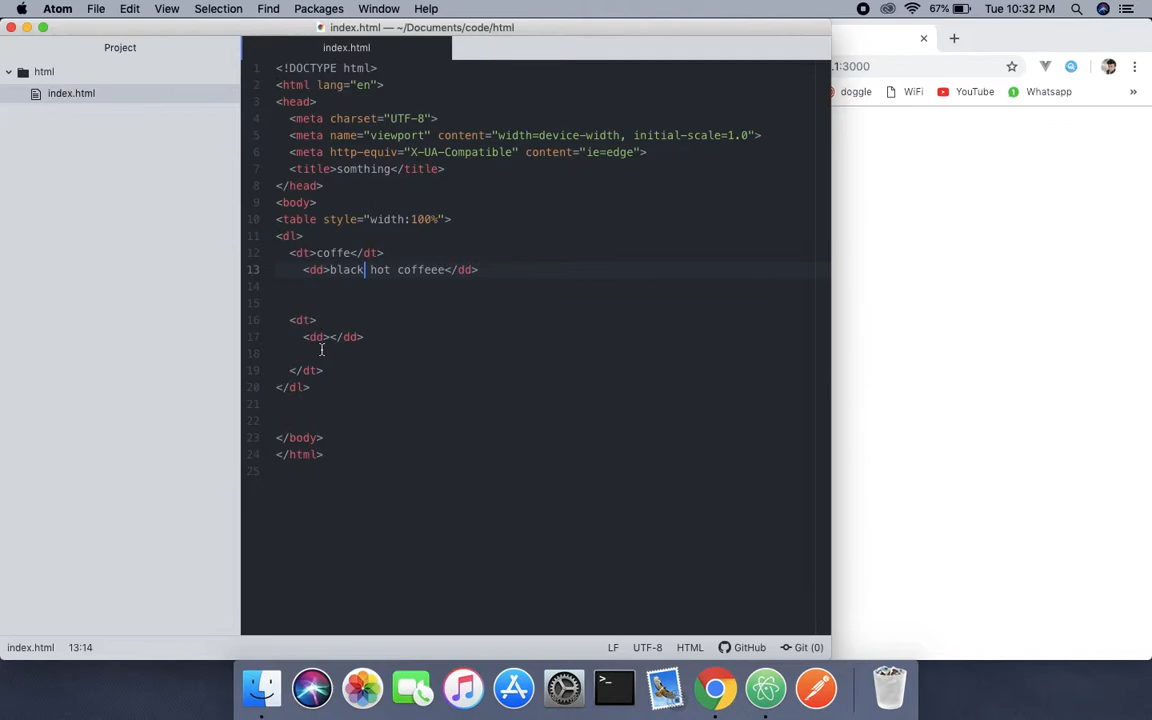 Atom File Edit View Selection Find Packages Window Help 67% Tue 10:32 PM
index.html — ~/Documents/code/html
Project
index.html
html
index.html
1 <!DOCTYPE html>
2 <html lang="en">
3 <head>
4 <meta charset="UTF-8">
5 <meta name="viewport" content="width=device-width, initial-scale=1.0">
6 <meta http-equiv="X-UA-Compatible" content="ie=edge">
7 <title>somthing</title>
8 </head>
9 <body>
10 <table style="width:100%">
11 <dl>
12 <dt>coffe</dt>
13 <dd>black hot coffeee</dd>
14
15
16 <dt>
17 <dd></dd>
18
19 </dt>
20 </dl>
21
22
23 </body>
24 </html>
25
.1:3000
doggle WiFi YouTube Whatsapp »
index.html 13:14 LF UTF-8 HTML GitHub Git (0)